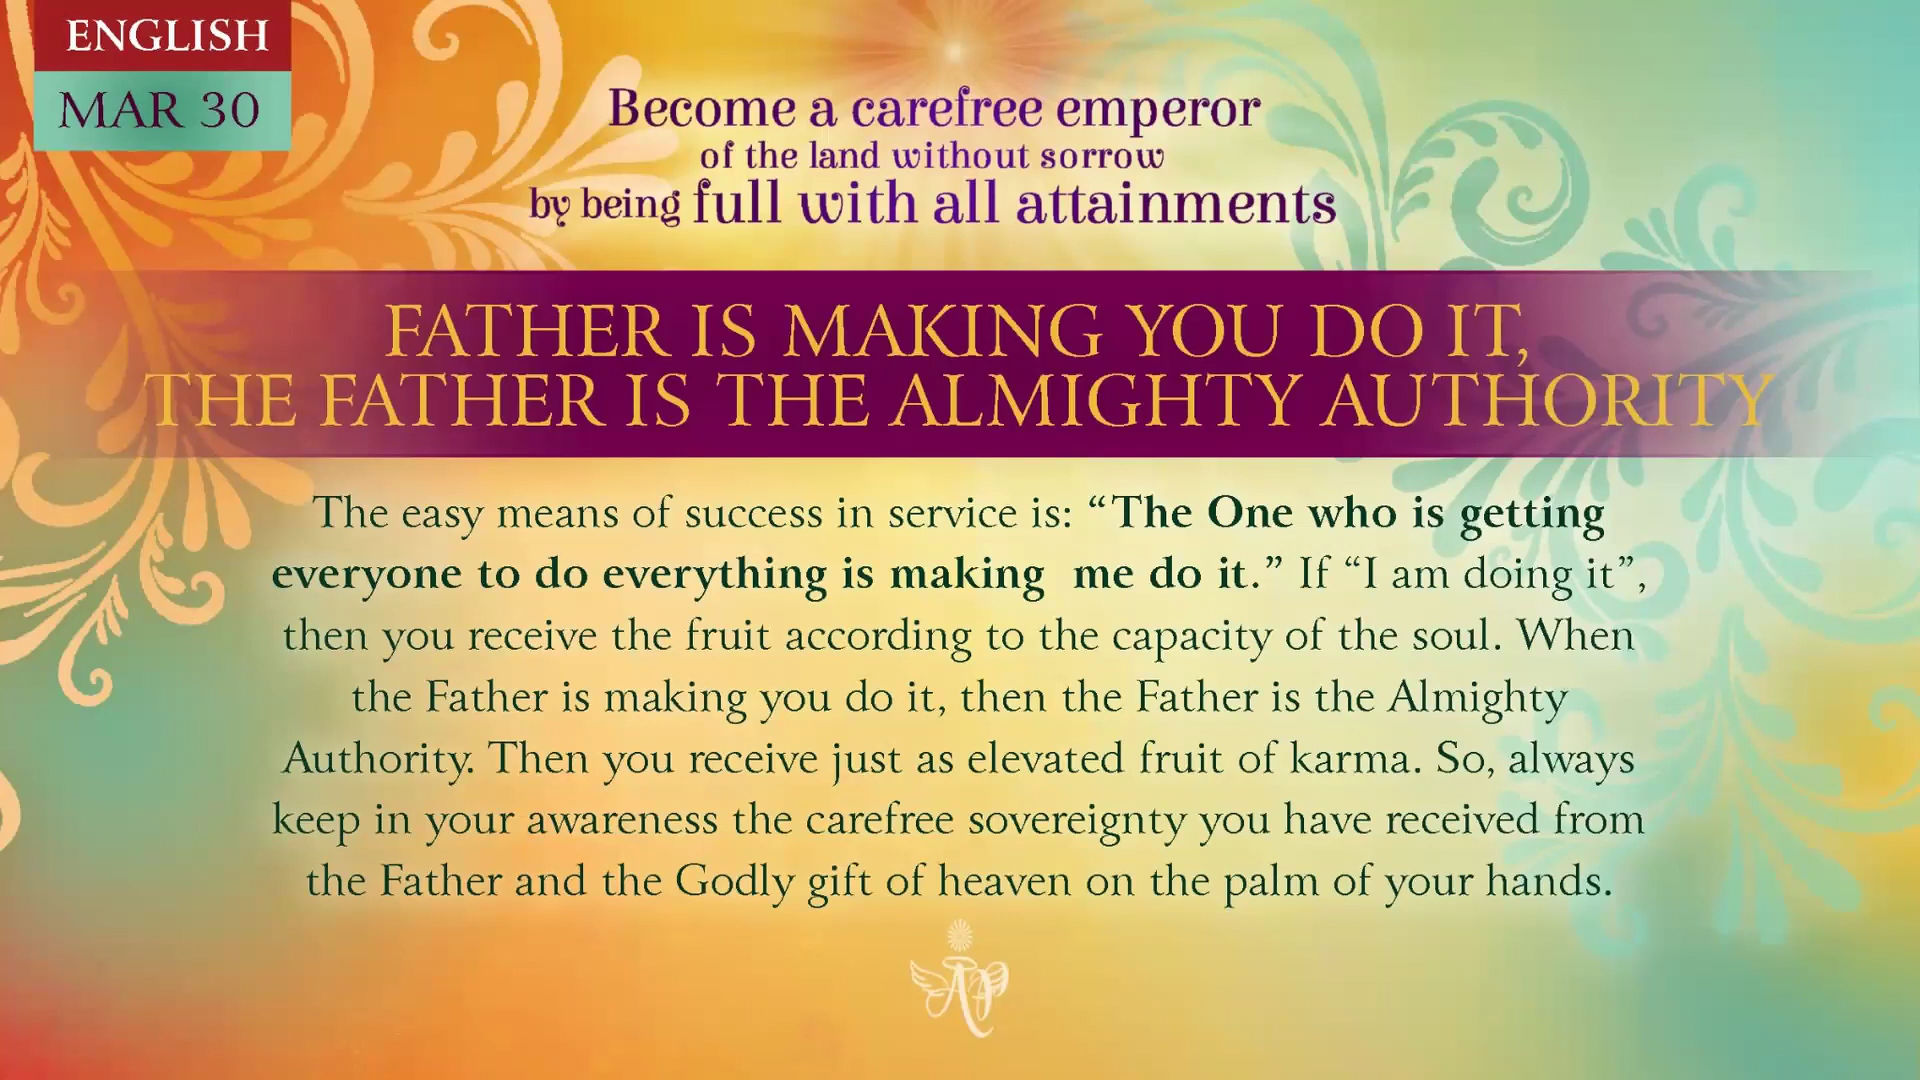 ENGLISH
MAR 30
Become a carefree emperor
of the land without sorrow
by being full with all attainments
FATHER IS MAKING YOU DO IT,
THE FATHER IS THE ALMIGHTY AUTHORITY
The easy means of success in service is: “The One who is getting
everyone to do everything is making me do it.” If “I am doing it”,
then you receive the fruit according to the capacity of the soul. When
the Father is making you do it, then the Father is the Almighty
Authority. Then you receive just as elevated fruit of karma. So, always
keep in your awareness the carefree sovereignty you have received from
the Father and the Godly gift of heaven on the palm of your hands.